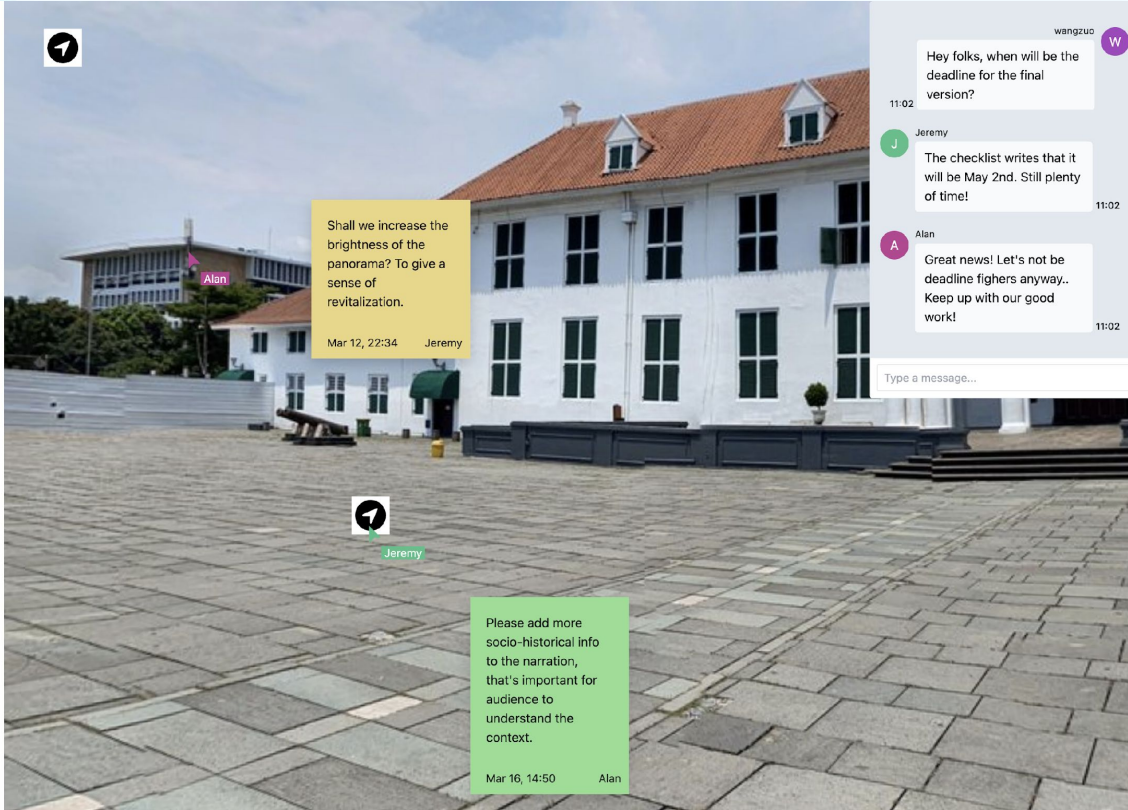 wangzuo
W
Hey folks, when will be the
deadline for the final
version?
11:02
Jeremy
J
The checklist writes that it
will be May 2nd. Still plenty
of time!
11:02
Alan
A
Great news! Let's not be
deadline fighers anyway..
Keep up with our good
work!
11:02
Type a message...
Shall we increase the
brightness of the
panorama? To give a
sense of
revitalization.
Mar 12, 22:34 Jeremy
Alan
Jeremy
Please add more
socio-historical info
to the narration,
that's important for
audience to
understand the
context.
Mar 16, 14:50 Alan